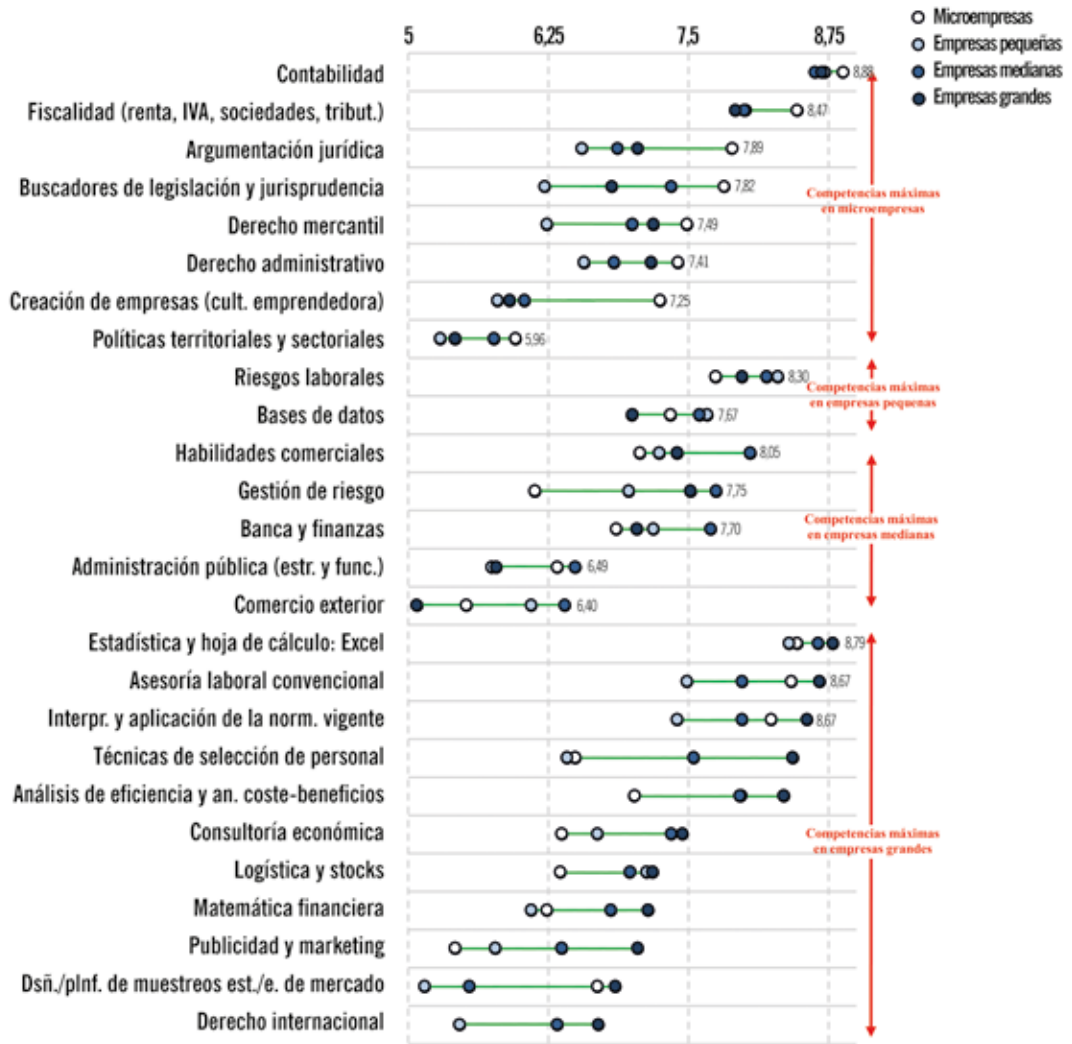 Microempresas
Empresas pequeñas
Empresas medianas
Empresas grandes
5 6,25 7,5 8,75
Contabilidad 8,88
Fiscalidad (renta, IVA, sociedades, tribut.) 8,47
Argumentación jurídica 7,89
Buscadores de legislación y jurisprudencia 7,82
Competencias máximas
en microempresas
Derecho mercantil 7,49
Derecho administrativo 7,41
Creación de empresas (cult. emprendedora) 7,25
Políticas territoriales y sectoriales 5,96
Riesgos laborales 8,30
Competencias máximas
en empresas pequenas
Bases de datos 7,67
Habilidades comerciales 8,05
Gestión de riesgo 7,75
Banca y finanzas 7,70
Competencias máximas
en empresas medianas
Administración pública (estr. y func.) 6,49
Comercio exterior 6,40
Estadística y hoja de cálculo: Excel 8,79
Asesoría laboral convencional 8,67
Interpr. y aplicación de la norm. vigente 8,67
Técnicas de selección de personal
Análisis de eficiencia y an. coste-beneficios
Consultoría económica
Competencias máximas
en empresas grandes
Logística y stocks
Matemática financiera
Publicidad y marketing
Dsñ./plnf. de muestreos est./e. de mercado
Derecho internacional